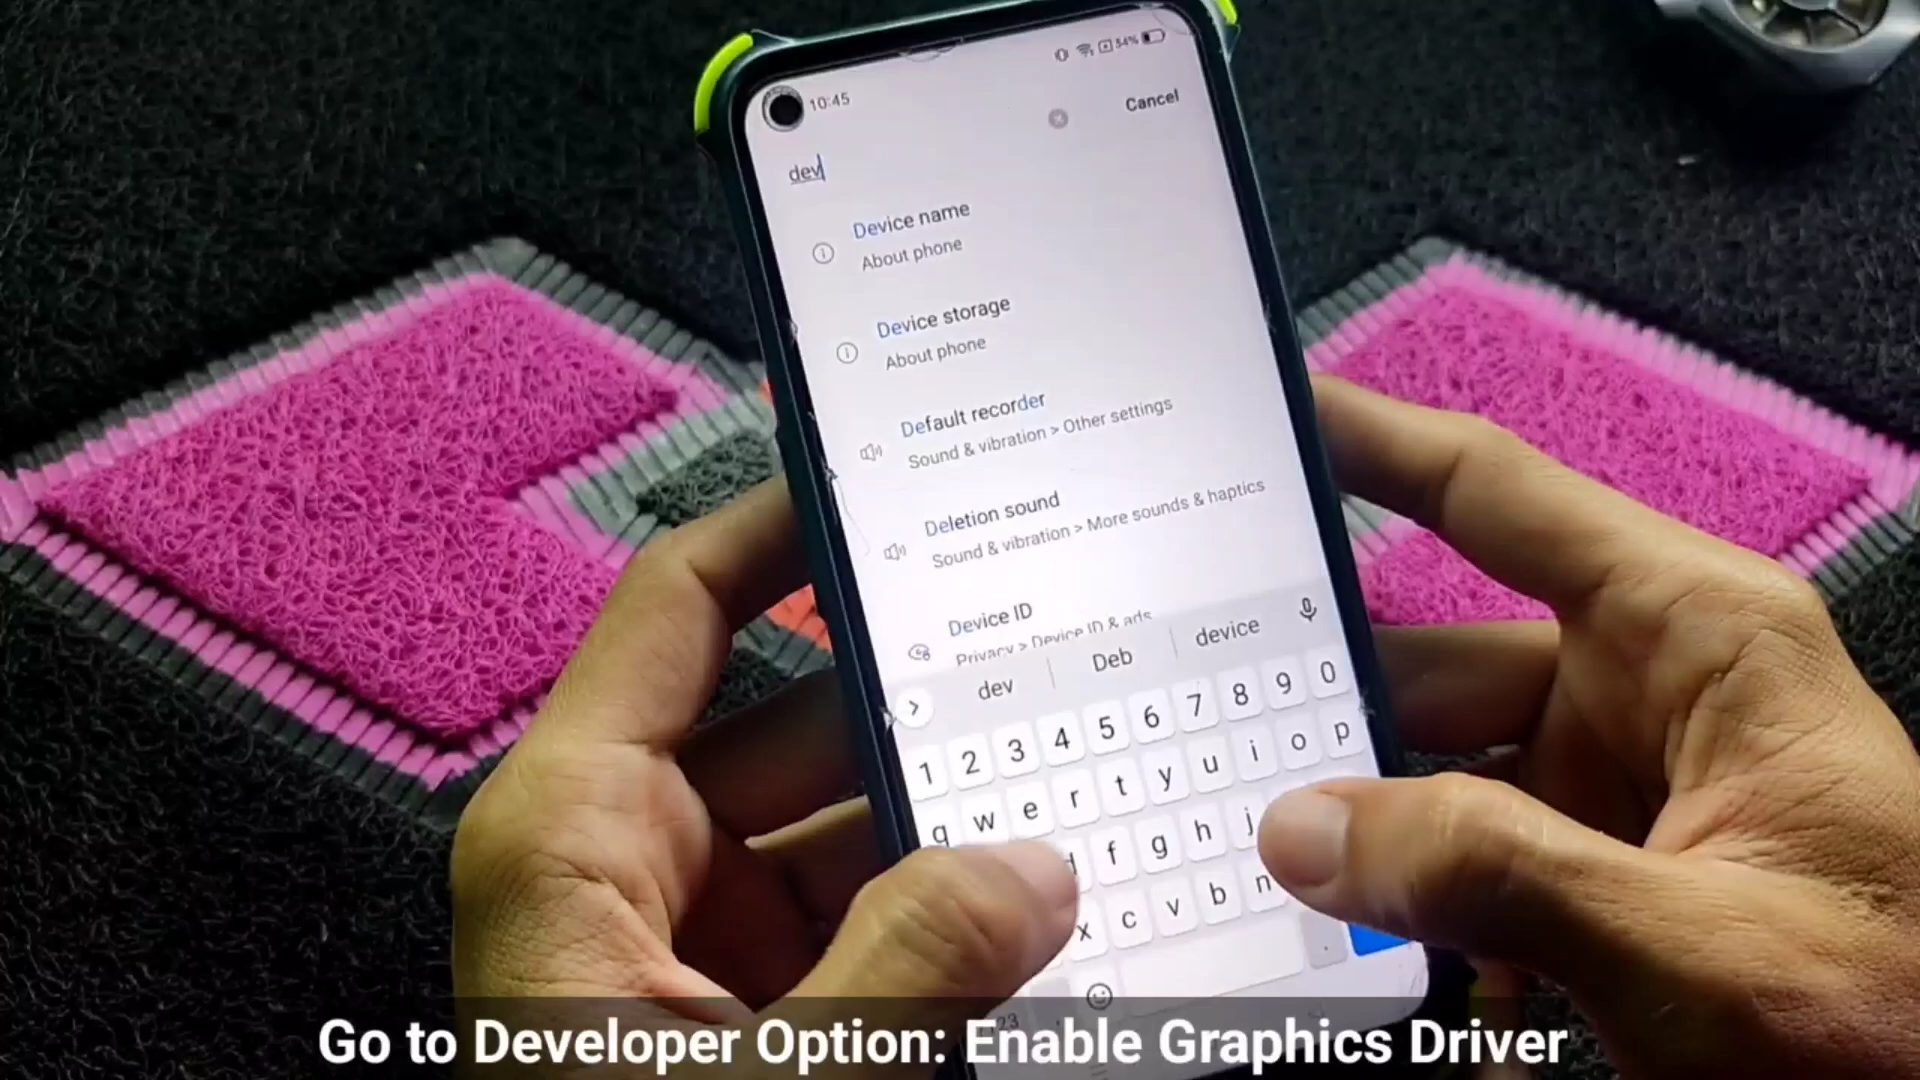 10:45
54%
Cancel
dev
Device name
About phone
Device storage
About phone
Default recorder
Sound & vibration > Other settings
Deletion sound
Sound & vibration > More sounds & haptics
Device ID
Privacy > Device ID & ads
dev Deb device
1 2 3 4 5 6 7 8 9 0
q w e r t y u i o p
d f g h j
x c v b n
.
Go to Developer Option: Enable Graphics Driver